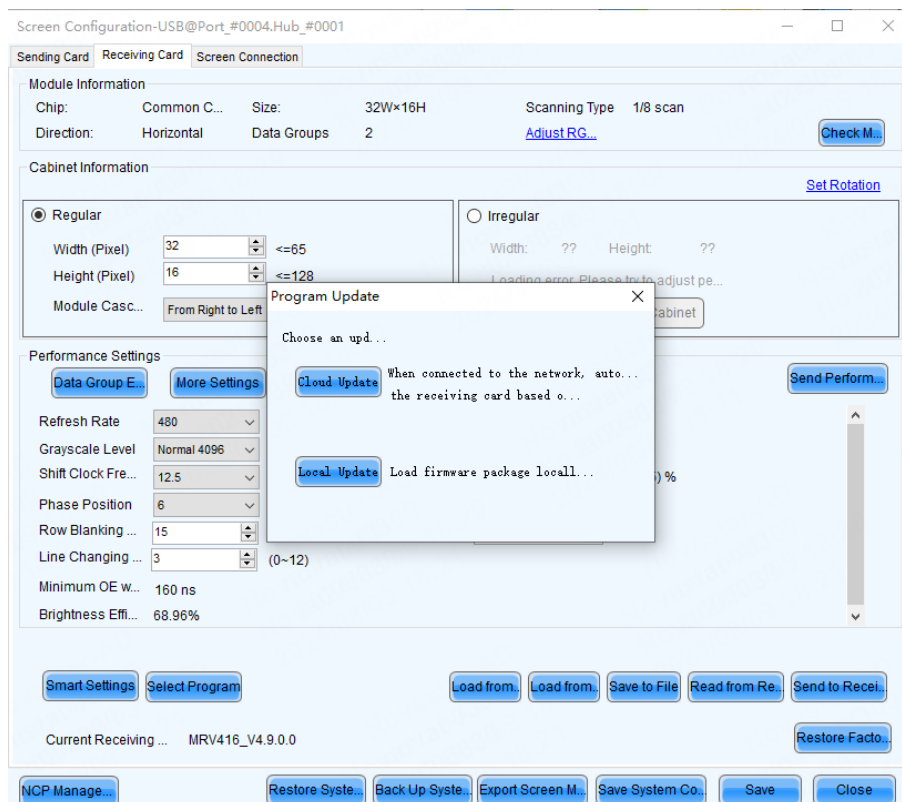 Screen Configuration-USB@Port_#0004.Hub_#0001
Sending Card Receiving Card Screen Connection
Module Information
Chip: Common C... Size: 32W×16H Scanning Type 1/8 scan
Direction: Horizontal Data Groups 2 Adjust RG... Check M...
Cabinet Information
Set Rotation
Regular Irregular
Width (Pixel) 32 <=65 Width: ?? Height: ??
Height (Pixel) 16 <=128 Loading error. Please try to adjust pe...
Module Casc... From Right to Left Cabinet
Program Update
Choose an upd...
Cloud Update When connected to the network, auto...
the receiving card based o...
Local Update Load firmware package locall...
Performance Settings
Data Group E... More Settings Send Perform...
Refresh Rate 480
Grayscale Level Normal 4096
Shift Clock Fre... 12.5 ) %
Phase Position 6
Row Blanking ... 15
Line Changing ... 3 (0~12)
Minimum OE w... 160 ns
Brightness Effi... 68.96%
Smart Settings Select Program Load from.. Load from.. Save to File Read from Re.. Send to Recei..
Current Receiving ... MRV416_V4.9.0.0 Restore Facto..
NCP Manage... Restore Syste.. Back Up Syste.. Export Screen M.. Save System Co.. Save Close